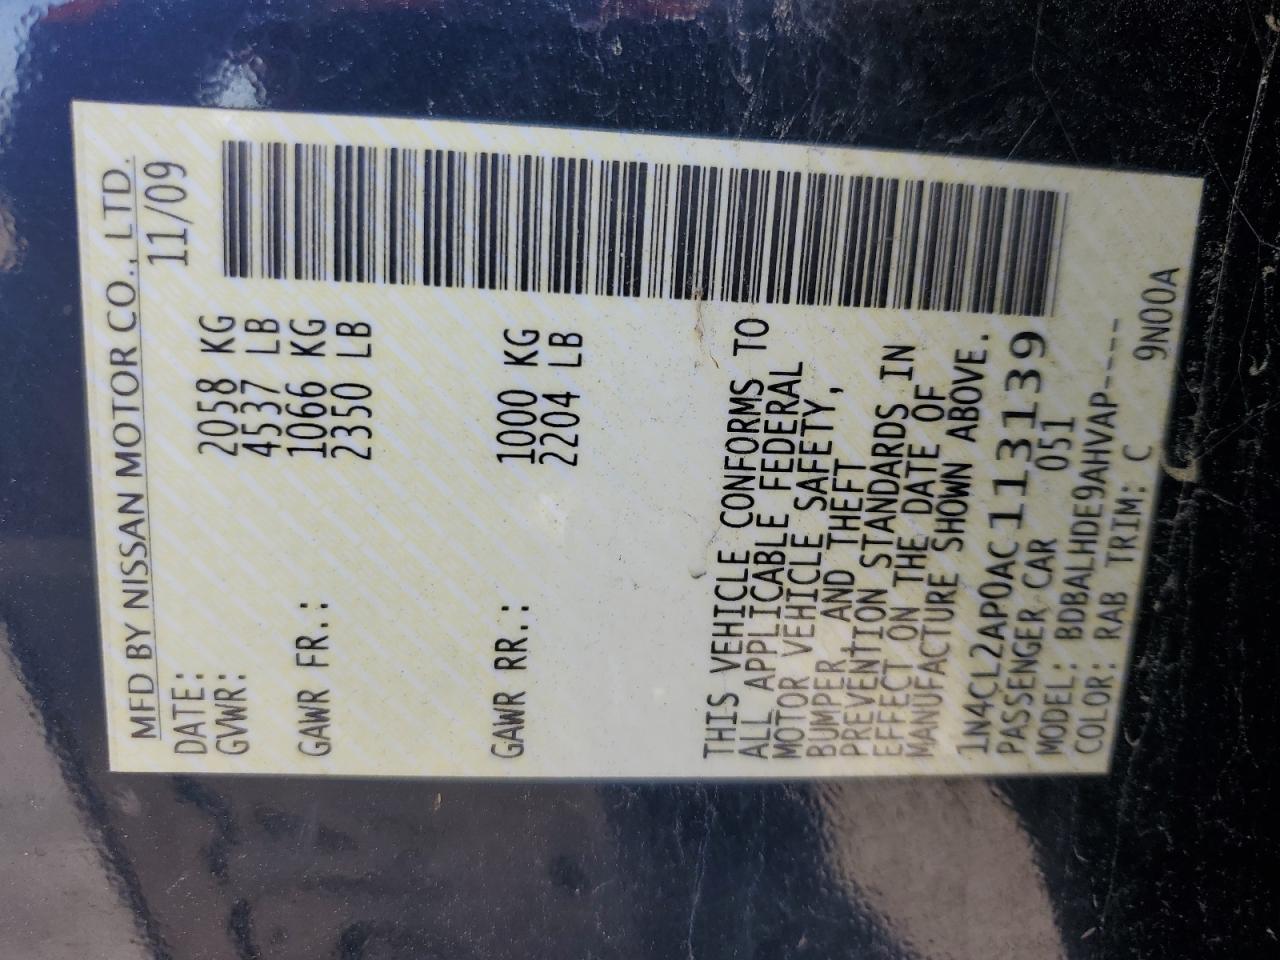 MFD BY NISSAN MOTOR CO., LTD.
DATE: 11/09
GVWR: 2058 KG
4537 LB
GAWR FR.: 1066 KG
2350 LB
GAWR RR.: 1000 KG
2204 LB
THIS VEHICLE CONFORMS TO
ALL APPLICABLE FEDERAL
MOTOR VEHICLE SAFETY,
BUMPER AND THEFT
PREVENTION STANDARDS IN
EFFECT ON THE DATE OF
MANUFACTURE SHOWN ABOVE.
1N4CL2AP0AC113139
PASSENGER CAR 051
MODEL: BDBALHDE9AHVAP----
COLOR: RAB TRIM: C 9N00A